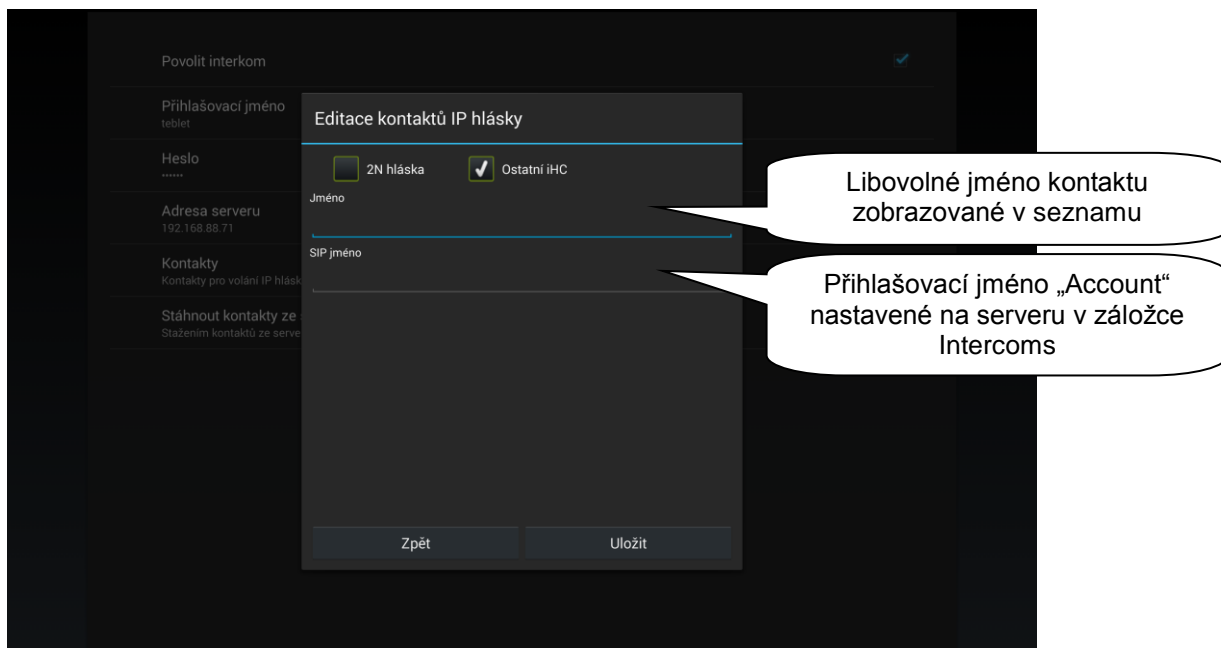 Povolit interkom
Přihlašovací jméno
teblet
Heslo
••••••
Adresa serveru
192.168.88.71
Kontakty
Kontakty pro volání IP hlásk
Stáhnout kontakty ze
Stažením kontaktů ze serve
Editace kontaktů IP hlásky
2N hláska
Ostatní iHC
Jméno
SIP jméno
Zpět
Uložit
Libovolné jméno kontaktu
zobrazované v seznamu
Přihlašovací jméno „Account“
nastavené na serveru v záložce
Intercoms